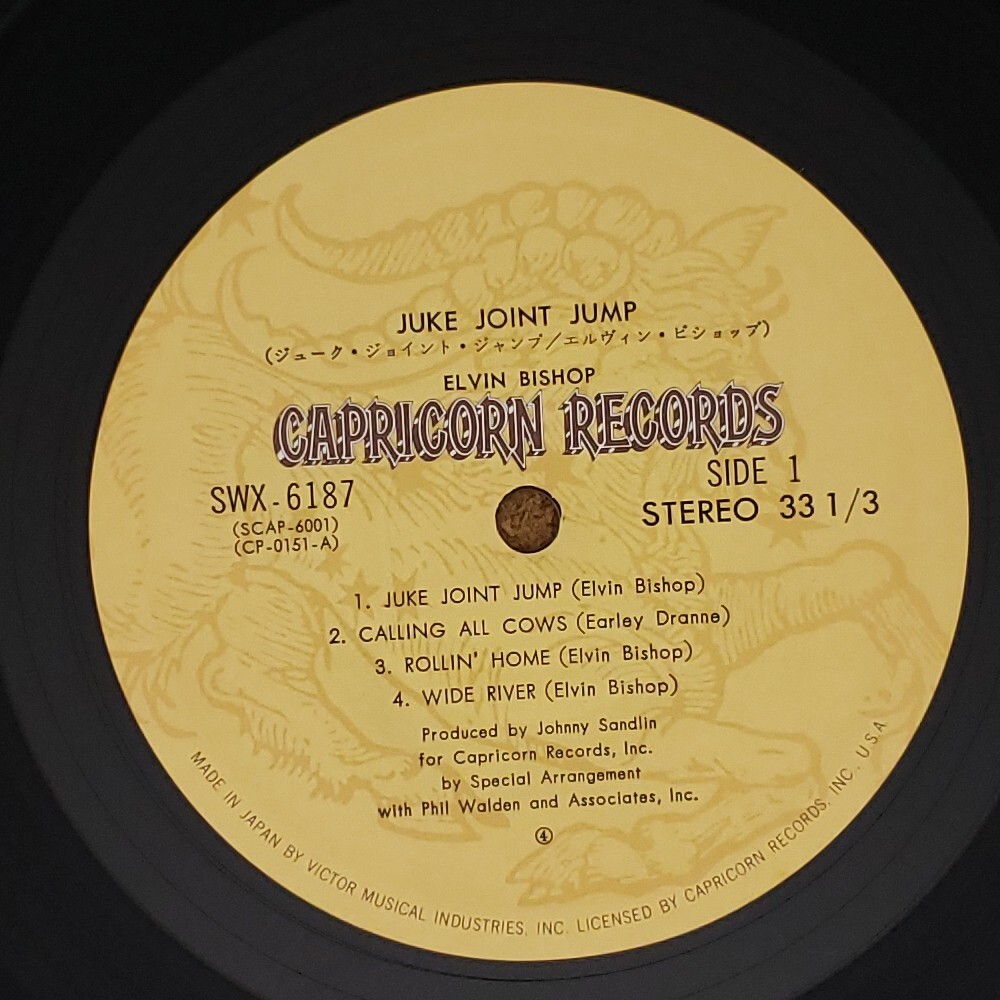 JUKE JOINT JUMP
(ジューク・ジョイント・ジャンプ/エルヴィン・ビショップ)
ELVIN BISHOP
CAPRICORN RECORDS
SIDE 1
SWX-6187
STEREO 33 1/3
(SCAP-6001)
(CP-0151-A)
1. JUKE JOINT JUMP (Elvin Bishop)
2. CALLING ALL COWS (Earley Dranne)
3. ROLLIN' HOME (Elvin Bishop)
4. WIDE RIVER (Elvin Bishop)
Produced by Johnny Sandlin
for Capricorn Records, Inc.
by Special Arrangement
with Phil Walden and Associates, Inc.
④
MADE IN JAPAN BY VICTOR MUSICAL INDUSTRIES, INC. LICENSED BY CAPRICORN RECORDS, INC., U.S.A.